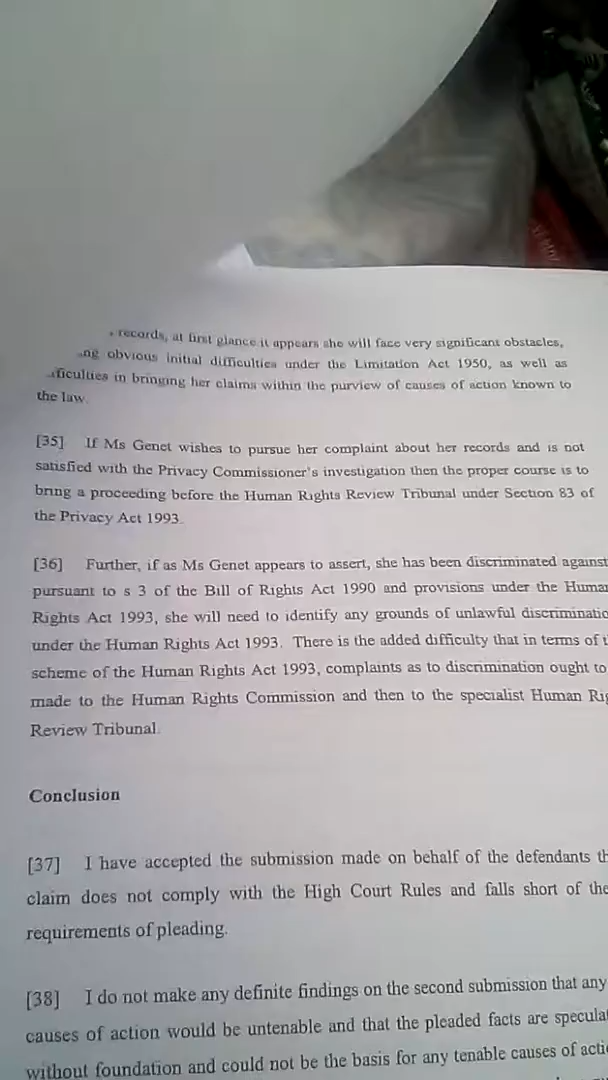 records, at first glance it appears she will face very significant obstacles,
obvious initial difficulties under the Limitation Act 1950, as well as
in bringing her claims within the purview of causes of action known to
the law.
[35] If Ms Genet wishes to pursue her complaint about her records and is not
satisfied with the Privacy Commissioner's investigation then the proper course is to
bring a proceeding before the Human Rights Review Tribunal under Section 83 of
the Privacy Act 1993.
[36] Further, if as Ms Genet appears to assert, she has been discriminated against
pursuant to s 3 of the Bill of Rights Act 1990 and provisions under the
Rights Act 1993, she will need to identify any grounds of unlawful
under the Human Rights Act 1993. There is the added difficulty that in terms of
scheme of the Human Rights Act 1993, complaints as to discrimination ought to
made to the Human Rights Commission and then to the specialist Human
Review Tribunal.
Conclusion
[37] I have accepted the submission made on behalf of the defendants
claim does not comply with the High Court Rules and falls short of the
requirements of pleading.
[38] I do not make any definite findings on the second submission that any
causes of action would be untenable and that the pleaded facts are
without foundation and could not be the basis for any tenable causes of